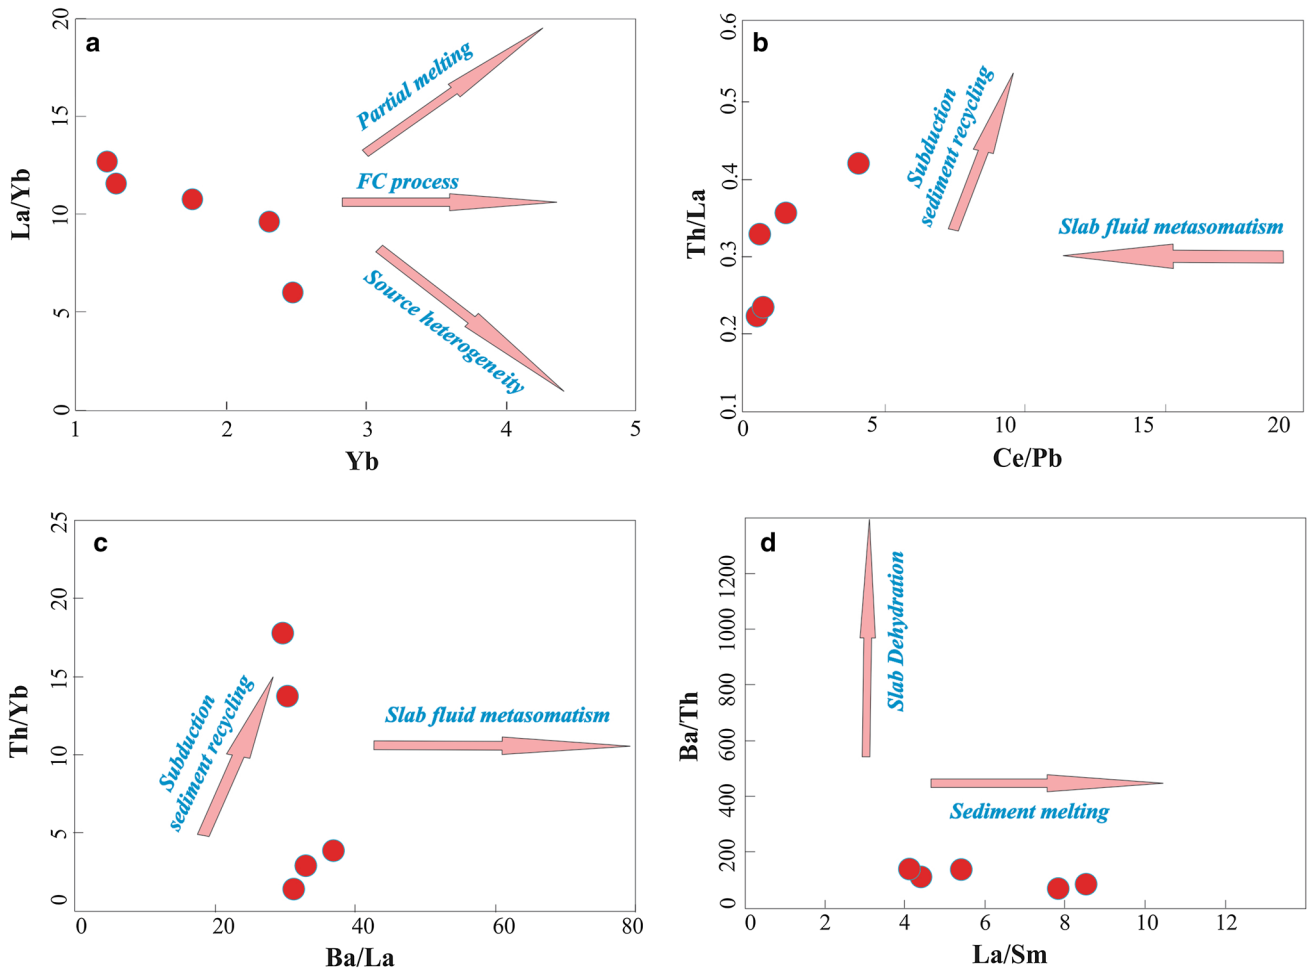 a
20
15
10
5
0
La/Yb
Partial melting
FC process
Source heterogeneity
1
2
3
4
5
Yb
b
0.6
0.5
0.4
0.3
0.2
0.1
Th/La
Subduction
sediment recycling
Slab fluid metasomatism
0
5
10
15
20
Ce/Pb
c
25
20
15
10
5
0
Th/Yb
Subduction
sediment recycling
Slab fluid metasomatism
0
20
40
60
80
Ba/La
d
1200
1000
800
600
400
200
0
Ba/Th
Slab Dehydration
Sediment melting
0
2
4
6
8
10
12
La/Sm